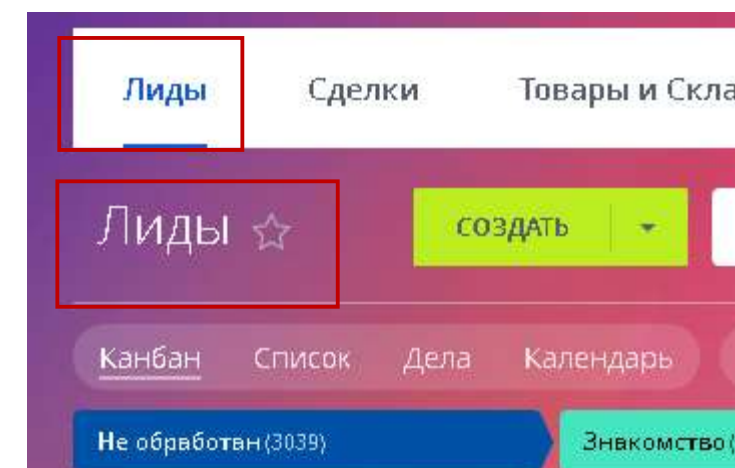 Лиды Сделки Товары и Скла
Лиды СОЗДАТЬ
Канбан Список Дела Календарь
Не обработан (3039) Знакомство (